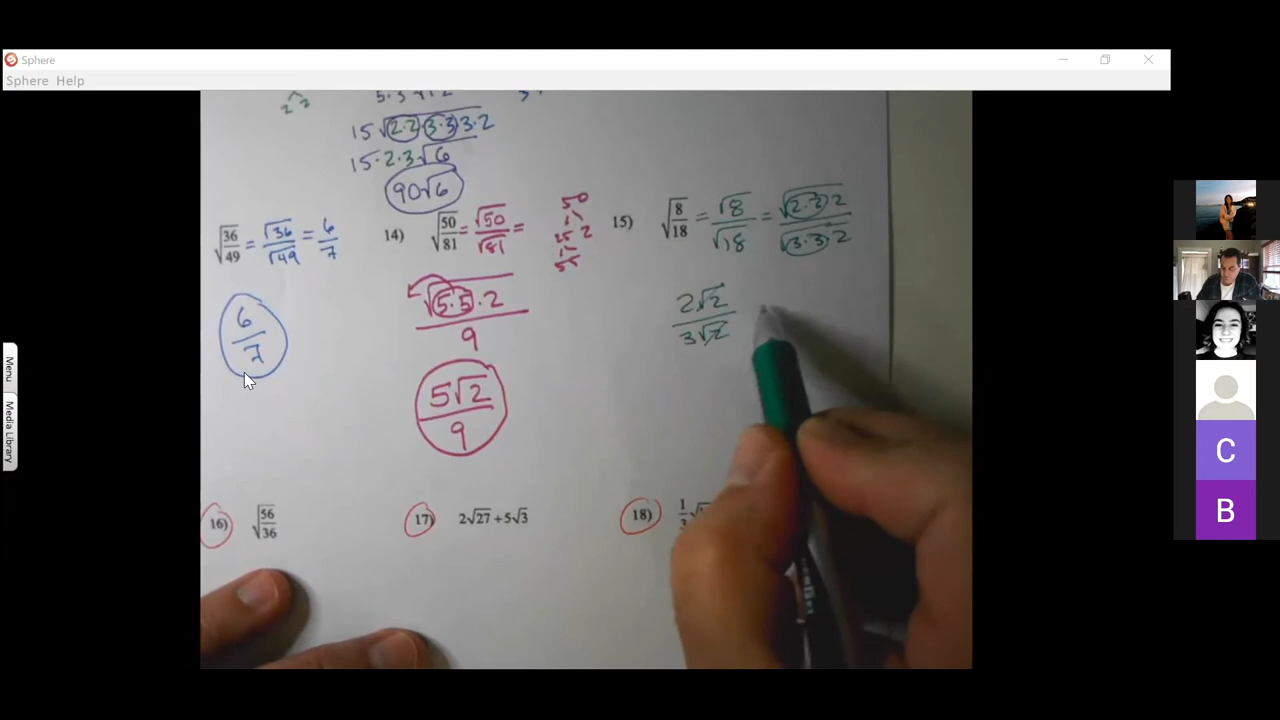 Sphere
Sphere Help
15√2·2·3·3·3·2
15·2·3√6
90√6
√36/49 = √36/√49 = 6/7
6/7
14) √50/81 = √50/√81 =
50
25 2
5 5
√5·5·2/9
5√2/9
15) √8/18 = √8/√18 = √2·2·2/√3·3·2
2√2/3√2
16) √56/36
17) 2√27 + 5√3
18) 1/3
Menu
Media Library
C
B